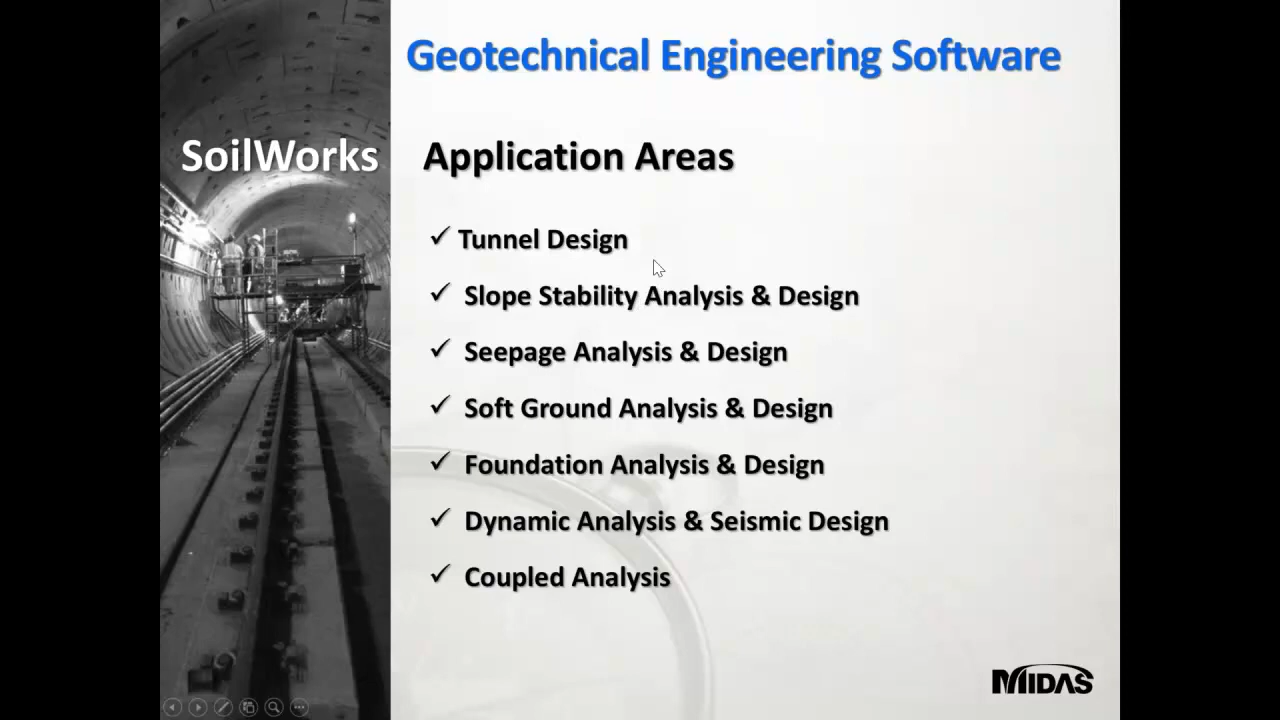 Geotechnical Engineering Software
SoilWorks
Application Areas
✓ Tunnel Design
✓ Slope Stability Analysis & Design
✓ Seepage Analysis & Design
✓ Soft Ground Analysis & Design
✓ Foundation Analysis & Design
✓ Dynamic Analysis & Seismic Design
✓ Coupled Analysis
MIDAS